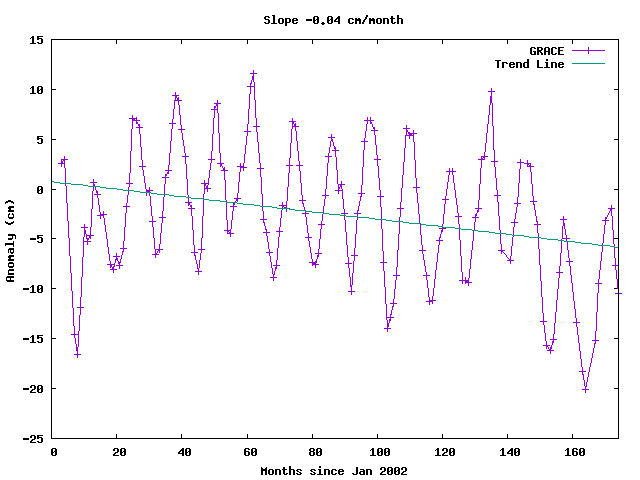 Slope -0.04 cm/month
GRACE
Trend Line
15
10
5
0
-5
-10
-15
-20
-25
Anomaly (cm)
0 20 40 60 80 100 120 140 160
Months since Jan 2002